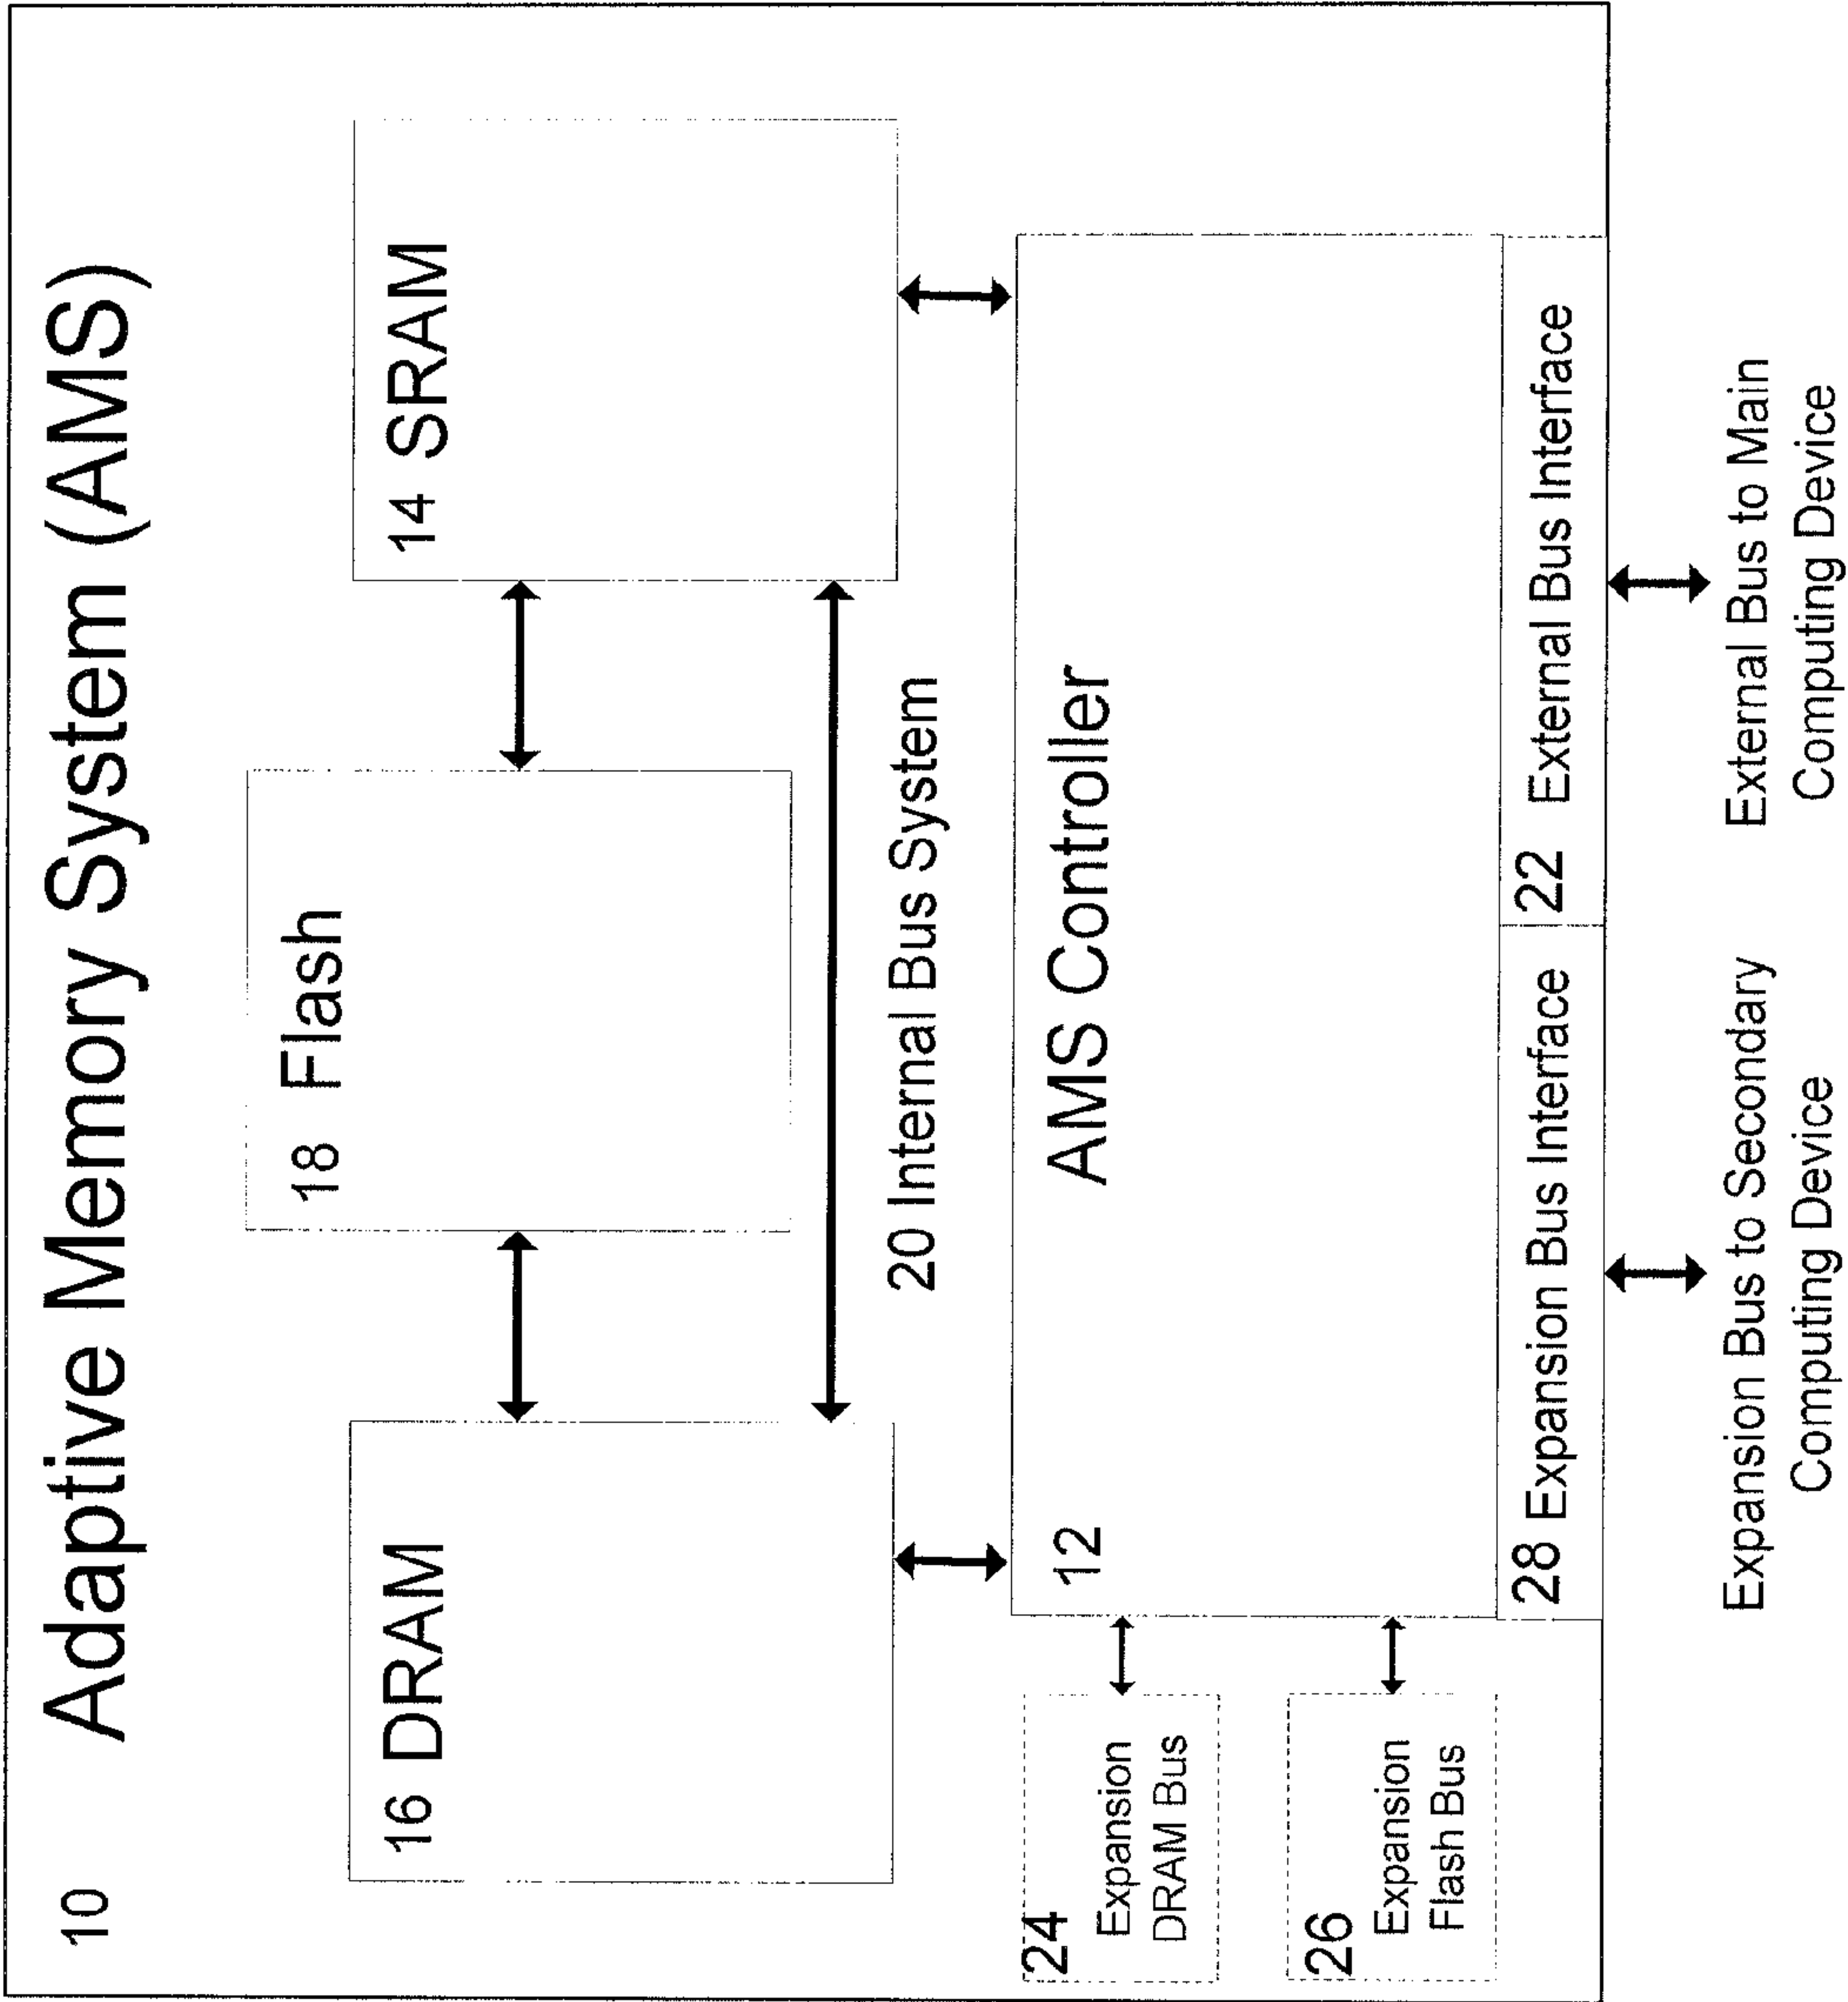 10 Adaptive Memory System (AMS)
18 Flash
16 DRAM
14 SRAM
20 Internal Bus System
24
Expansion
DRAM Bus
12 AMS Controller
26
Expansion
Flash Bus
28 Expansion Bus Interface
22 External Bus Interface
Expansion Bus to Secondary
Computing Device
External Bus to Main
Computing Device